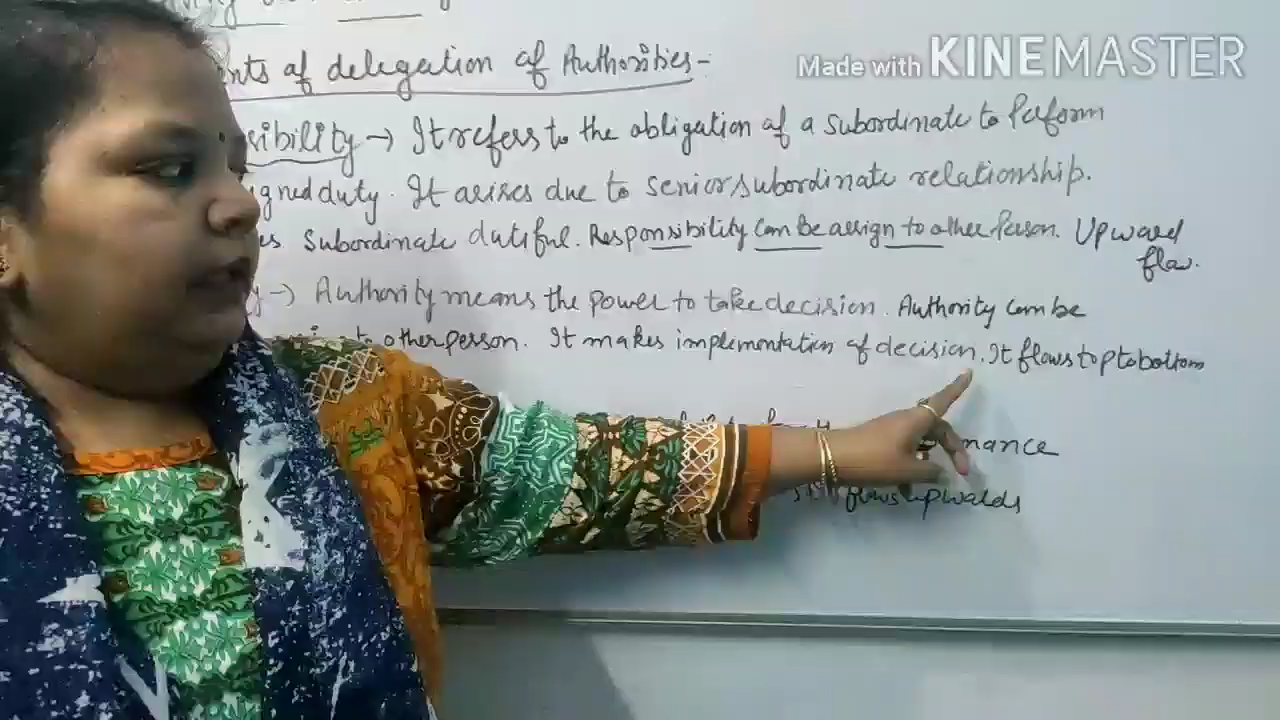 Made with KINEMASTER
nts of delegation of Authorities -
sibility → It refers to the obligation of a subordinate to Perform
igned duty. It arises due to senior/subordinate relationship.
es Subordinate dutiful. Responsibility Can be assign to other Person. Upward
flow.
y → Authority means the power to take decision. Authority can be
to other person. It makes implementation of decision. It flows top to bottom
mance
flows upwards